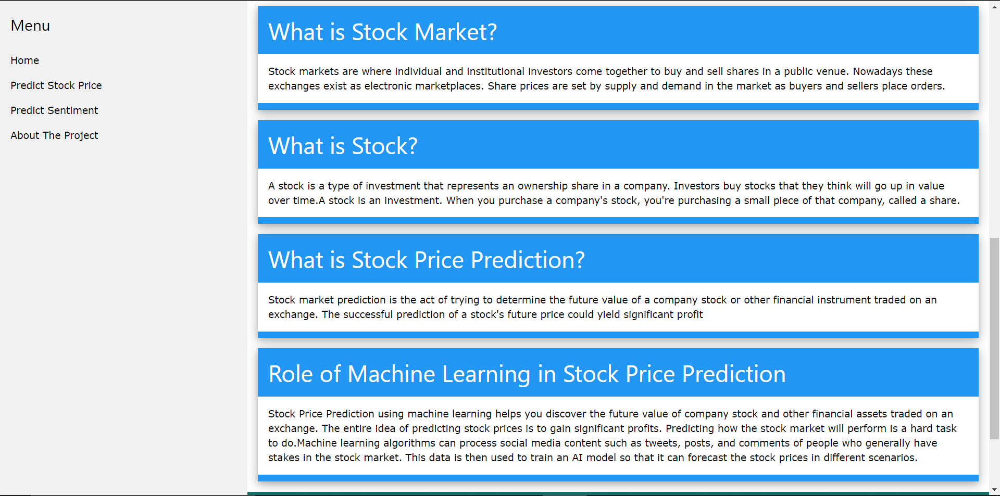 Menu
Home
Predict Stock Price
Predict Sentiment
About The Project
What is Stock Market?
Stock markets are where individual and institutional investors come together to buy and sell shares in a public venue. Nowadays these
exchanges exist as electronic marketplaces. Share prices are set by supply and demand in the market as buyers and sellers place orders.
What is Stock?
A stock is a type of investment that represents an ownership share in a company. Investors buy stocks that they think will go up in value
over time.A stock is an investment. When you purchase a company's stock, you're purchasing a small piece of that company, called a share.
What is Stock Price Prediction?
Stock market prediction is the act of trying to determine the future value of a company stock or other financial instrument traded on an
exchange. The successful prediction of a stock's future price could yield significant profit
Role of Machine Learning in Stock Price Prediction
Stock Price Prediction using machine learning helps you discover the future value of company stock and other financial assets traded on an
exchange. The entire idea of predicting stock prices is to gain significant profits. Predicting how the stock market will perform is a hard task
to do.Machine learning algorithms can process social media content such as tweets, posts, and comments of people who generally have
stakes in the stock market. This data is then used to train an AI model so that it can forecast the stock prices in different scenarios.